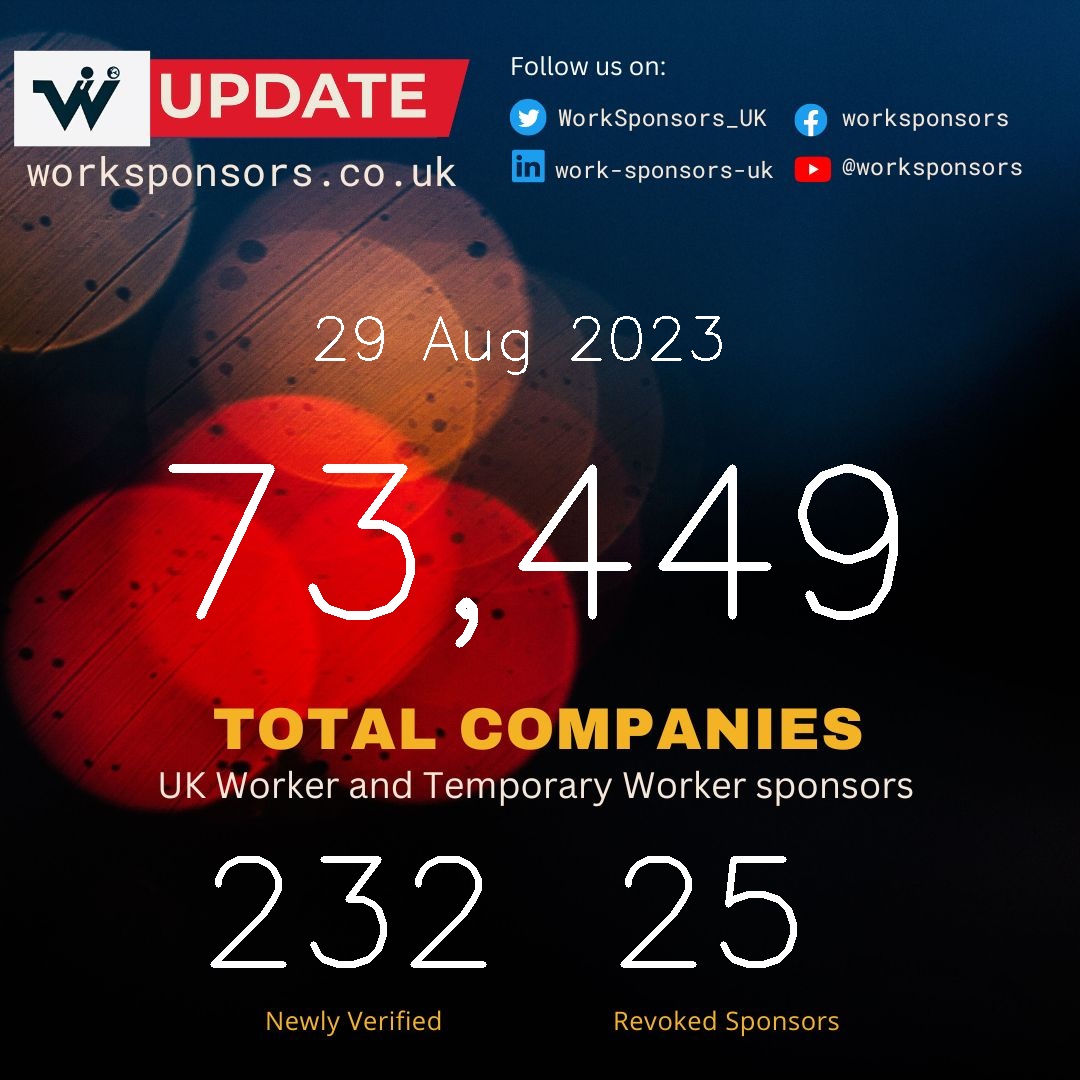 UPDATE
worksponsors.co.uk
Follow us on:
WorkSponsors_UK
worksponsors
work-sponsors-uk
@worksponsors
29 Aug 2023
73,449
TOTAL COMPANIES
UK Worker and Temporary Worker sponsors
232 25
Newly Verified Revoked Sponsors